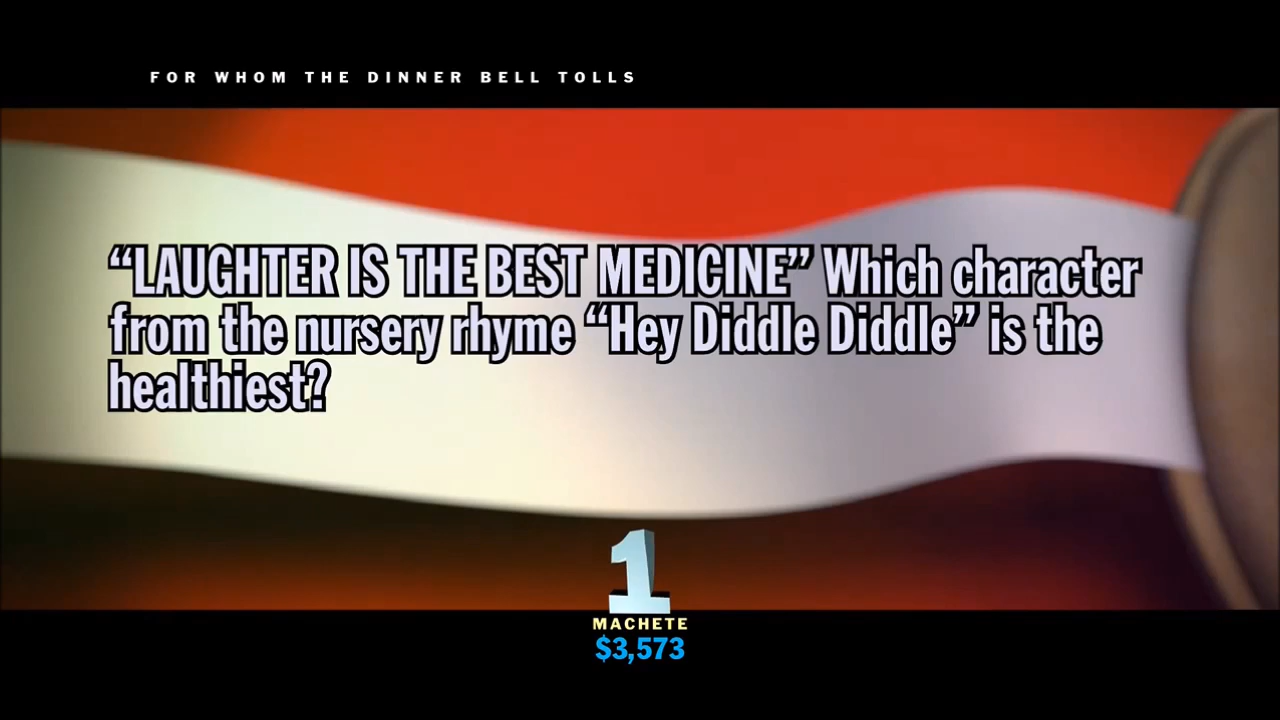 FOR WHOM THE DINNER BELL TOLLS
“LAUGHTER IS THE BEST MEDICINE” Which character
from the nursery rhyme “Hey Diddle Diddle” is the
healthiest?
1
MACHETE
$3,573